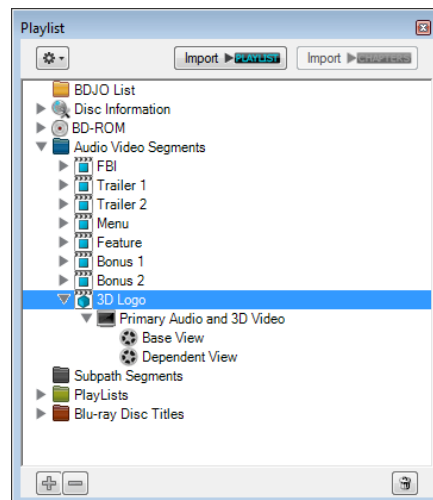 Playlist
Import PLAYLIST Import CHAPTERS
BDJO List
Disc Information
BD-ROM
Audio Video Segments
FBI
Trailer 1
Trailer 2
Menu
Feature
Bonus 1
Bonus 2
3D Logo
Primary Audio and 3D Video
Base View
Dependent View
Subpath Segments
PlayLists
Blu-ray Disc Titles